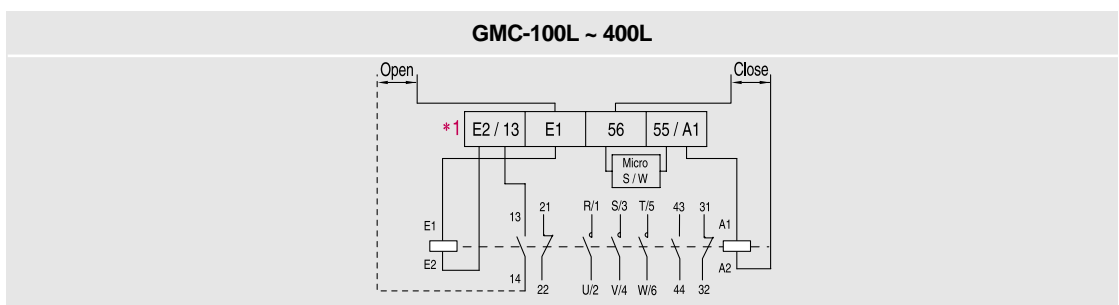 GMC-100L ~ 400L
Open Close
*1 E2 / 13 E1 56 55 / A1
Micro
S / W
13 21 R/1 S/3 T/5 43 31
E1 A1
E2 A2
14 22 U/2 V/4 W/6 44 32